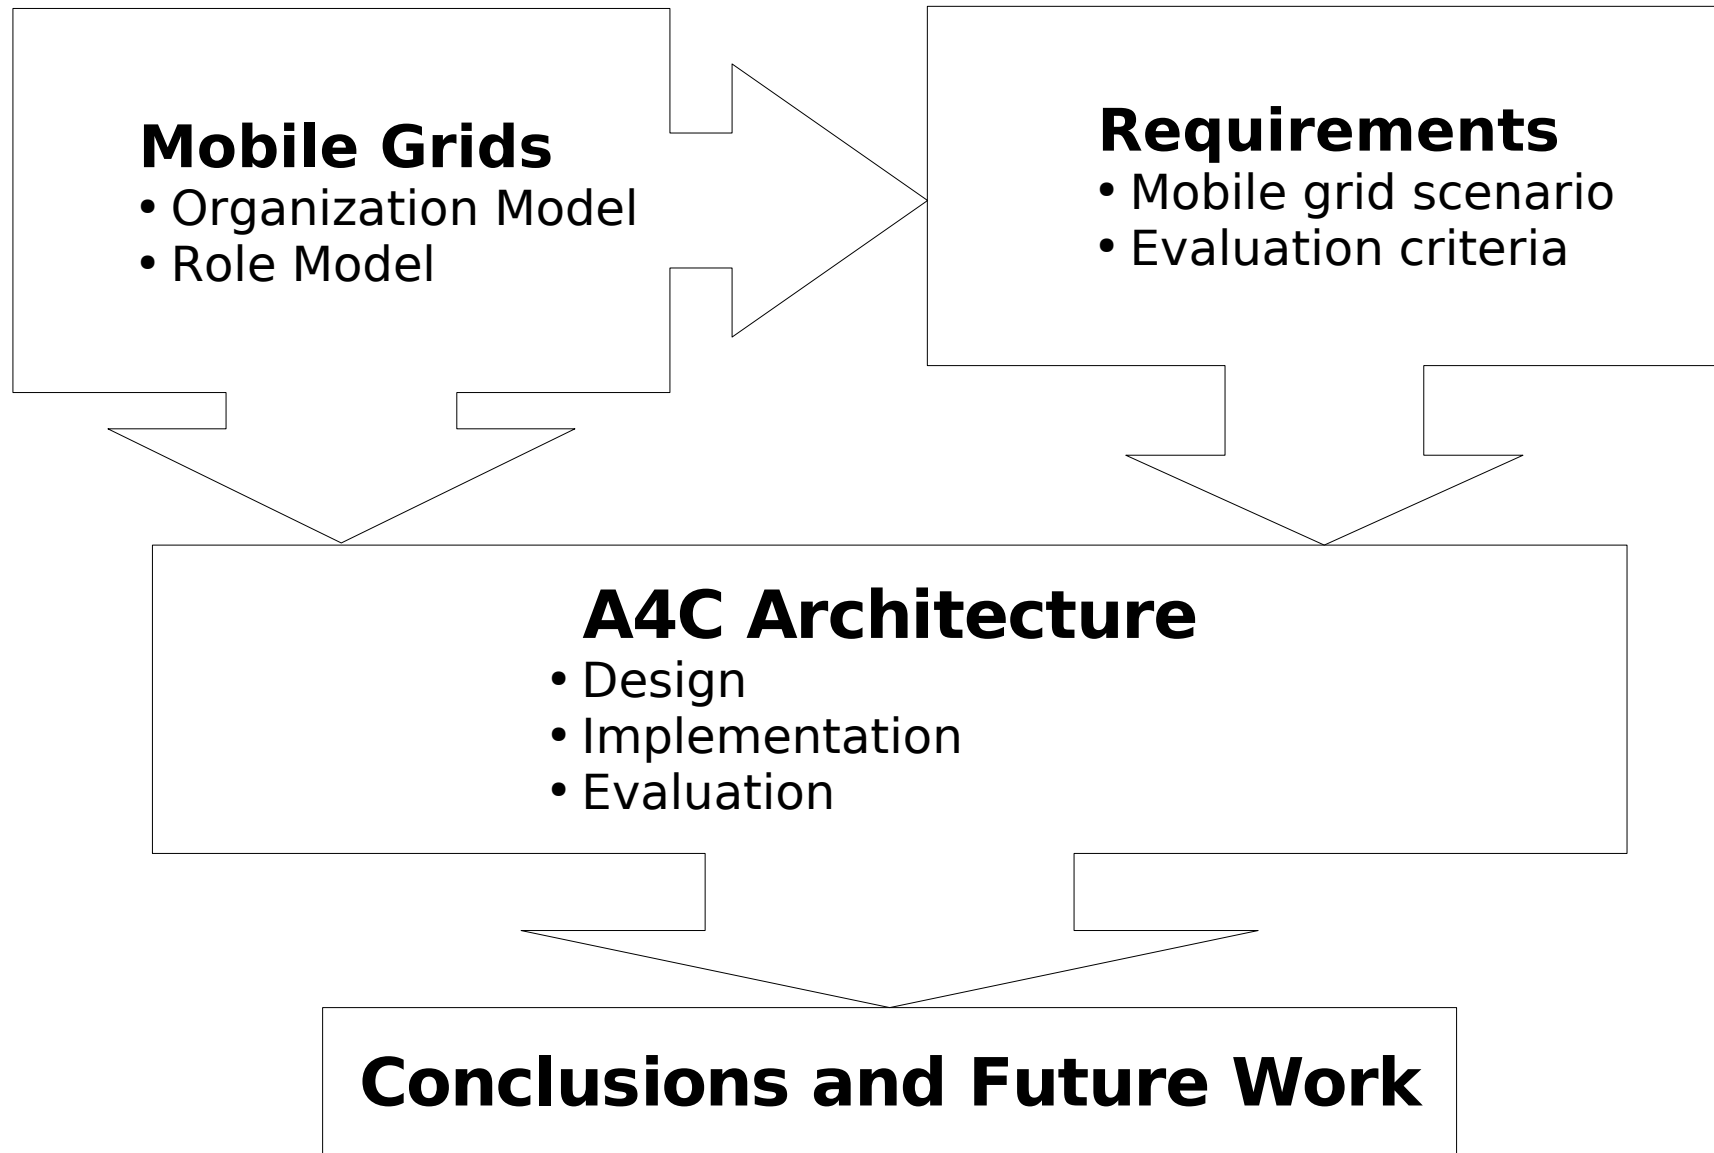 Mobile Grids
• Organization Model
• Role Model
Requirements
• Mobile grid scenario
• Evaluation criteria
A4C Architecture
• Design
• Implementation
• Evaluation
Conclusions and Future Work